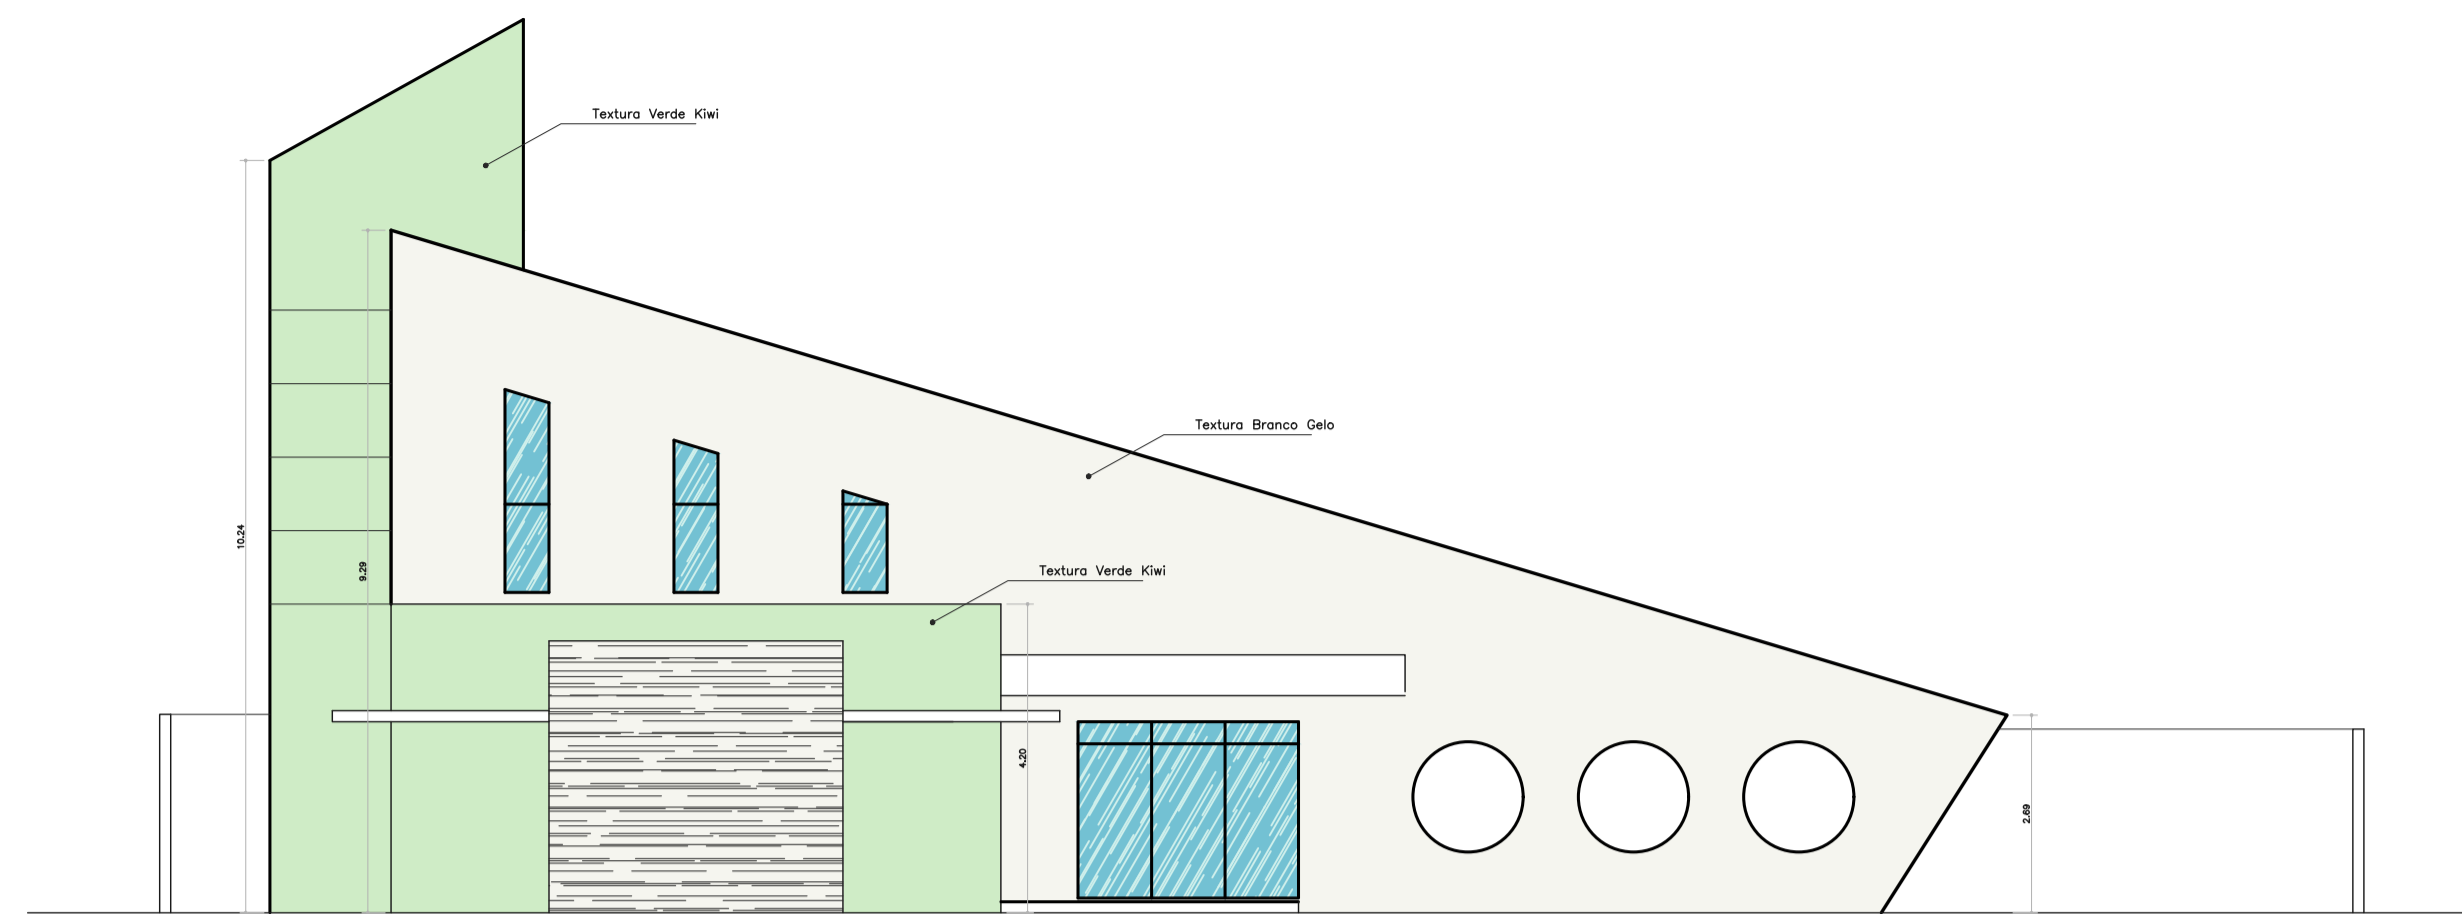 Textura Verde Kiwi
Textura Branco Gelo
10.24
9.29
Textura Verde Kiwi
4.20
2.69